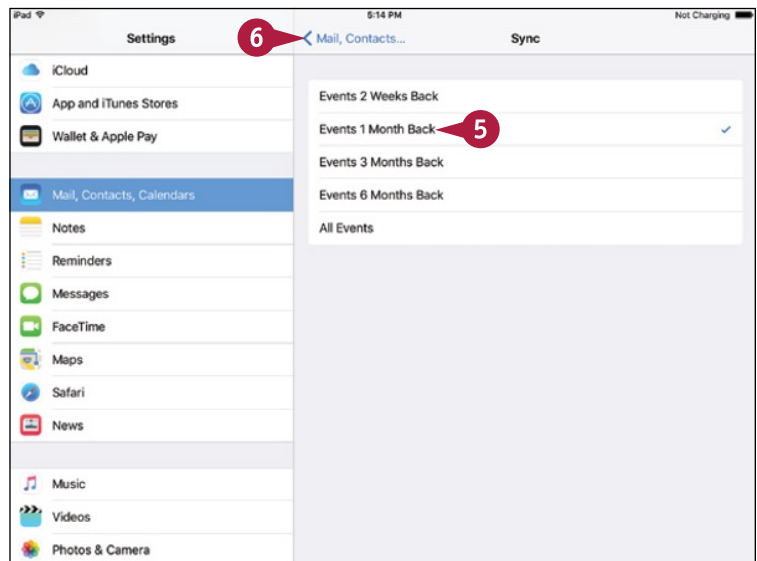 iPad 5:14 PM Not Charging
Settings 6 Mail, Contacts... Sync
iCloud
App and iTunes Stores
Wallet & Apple Pay
Mail, Contacts, Calendars
Notes
Reminders
Messages
FaceTime
Maps
Safari
News
Music
Videos
Photos & Camera
Events 2 Weeks Back
Events 1 Month Back 5
Events 3 Months Back
Events 6 Months Back
All Events